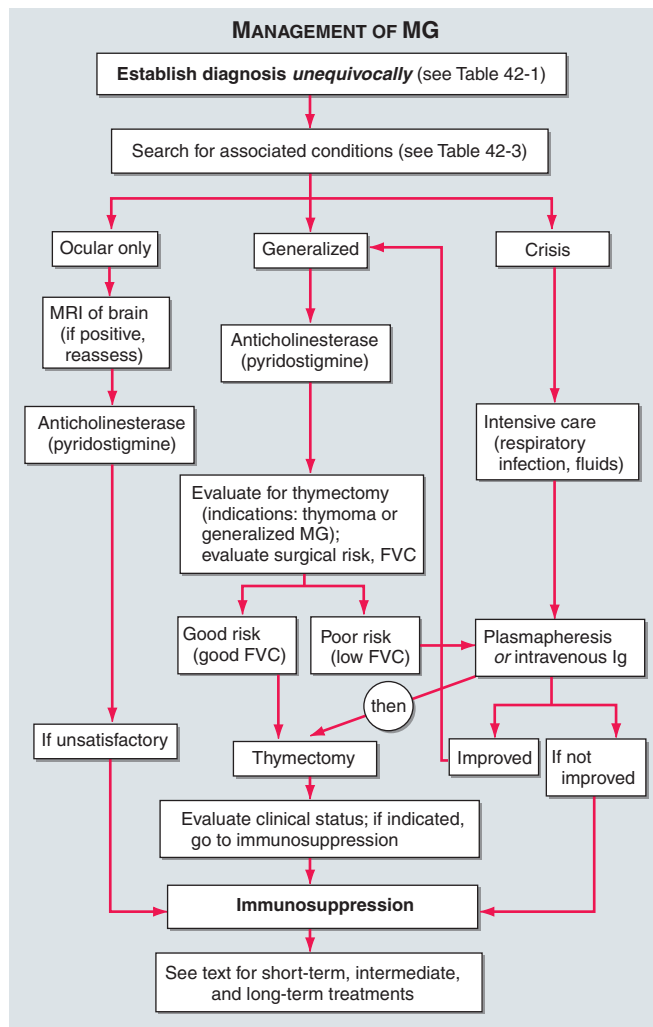 MANAGEMENT OF MG
Establish diagnosis unequivocally (see Table 42-1)
Search for associated conditions (see Table 42-3)
Ocular only
Generalized
Crisis
MRI of brain
(if positive,
reassess)
Anticholinesterase
(pyridostigmine)
Anticholinesterase
(pyridostigmine)
Intensive care
(respiratory
infection, fluids)
Evaluate for thymectomy
(indications: thymoma or
generalized MG);
evaluate surgical risk, FVC
Good risk
(good FVC)
Poor risk
(low FVC)
Plasmapheresis
or intravenous Ig
then
If unsatisfactory
Thymectomy
Improved
If not
improved
Evaluate clinical status; if indicated,
go to immunosuppression
Immunosuppression
See text for short-term, intermediate,
and long-term treatments